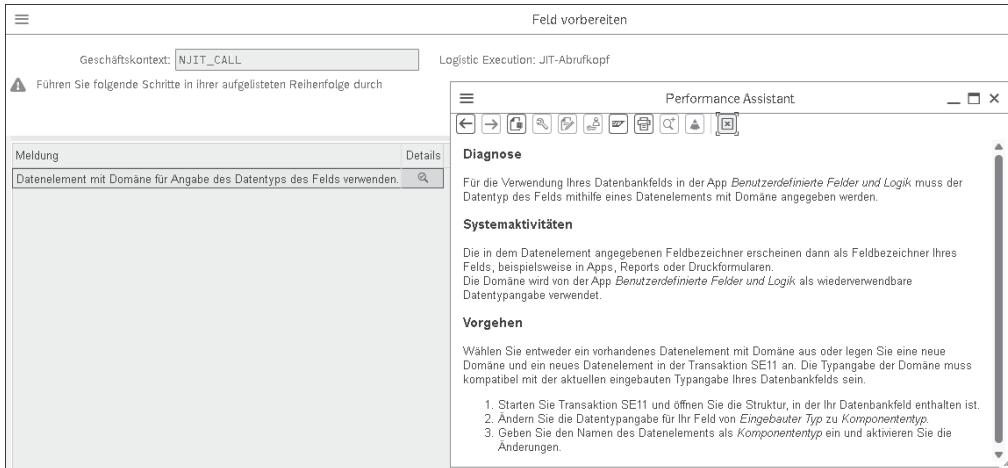 Feld vorbereiten
Geschäftskontext: NJIT_CALL Logistic Execution: JIT-Abrufkopf
Führen Sie folgende Schritte in ihrer aufgelisteten Reihenfolge durch
Meldung Details
Datenelement mit Domäne für Angabe des Datentyps des Felds verwenden.
Performance Assistant
Diagnose
Für die Verwendung Ihres Datenbankfelds in der App Benutzerdefinierte Felder und Logik muss der
Datentyp des Felds mithilfe eines Datenelements mit Domäne angegeben werden.
Systemaktivitäten
Die in dem Datenelement angegebenen Feldbezeichner erscheinen dann als Feldbezeichner Ihres
Felds, beispielsweise in Apps, Reports oder Druckformularen.
Die Domäne wird von der App Benutzerdefinierte Felder und Logik als wiederverwendbare
Datentypangabe verwendet.
Vorgehen
Wählen Sie entweder ein vorhandenes Datenelement mit Domäne aus oder legen Sie eine neue
Domäne und ein neues Datenelement in der Transaktion SE11 an. Die Typangabe der Domäne muss
kompatibel mit der aktuellen eingebauten Typangabe Ihres Datenbankfelds sein.
1. Starten Sie Transaktion SE11 und öffnen Sie die Struktur, in der Ihr Datenbankfeld enthalten ist.
2. Ändern Sie die Datentypangabe für Ihr Feld von Eingebauter Typ zu Komponententyp.
3. Geben Sie den Namen des Datenelements als Komponententyp ein und aktivieren Sie die
Änderungen.